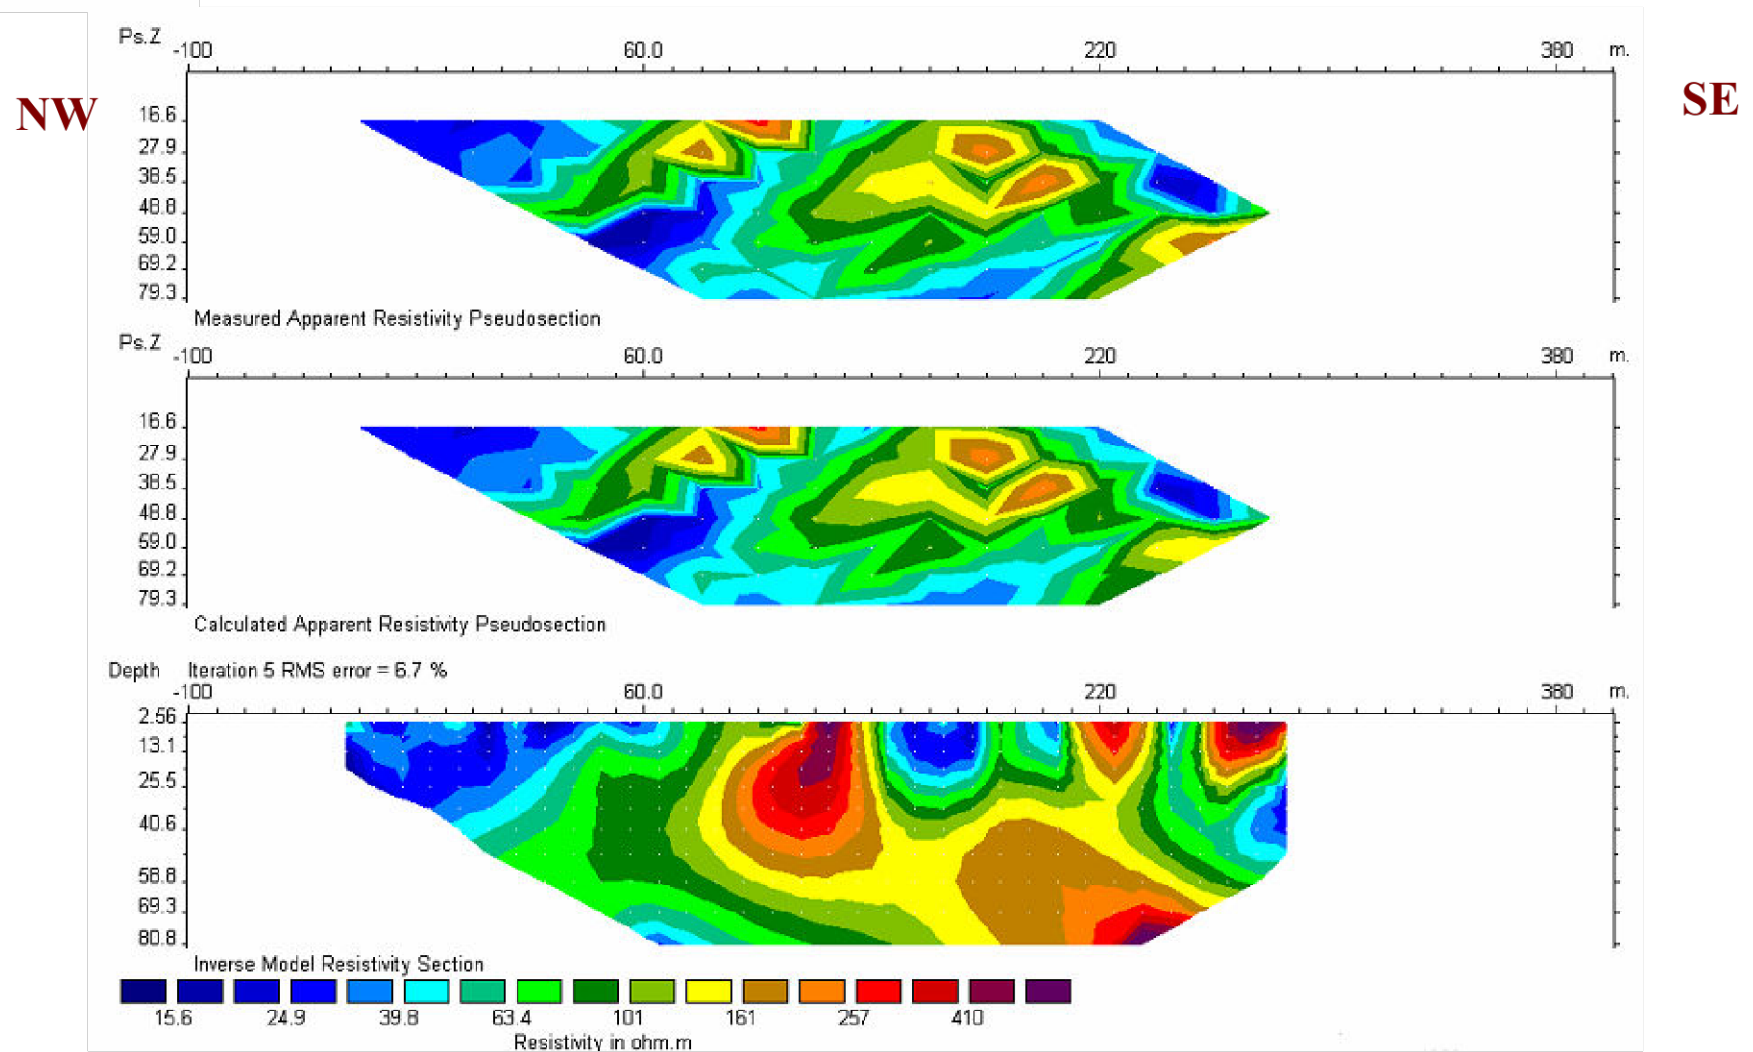 Ps.Z -100 60.0 220 380 m.
NW
SE
16.6
27.9
38.5
48.8
59.0
69.2
79.3
Measured Apparent Resistivity Pseudosection
Ps.Z -100 60.0 220 380 m.
16.6
27.9
38.5
48.8
59.0
69.2
79.3
Calculated Apparent Resistivity Pseudosection
Depth Iteration 5 RMS error = 6.7 %
-100 60.0 220 380 m.
2.56
13.1
25.5
40.6
58.8
69.3
80.8
Inverse Model Resistivity Section
15.6 24.9 39.8 63.4 101 161 257 410
Resistivity in ohm.m